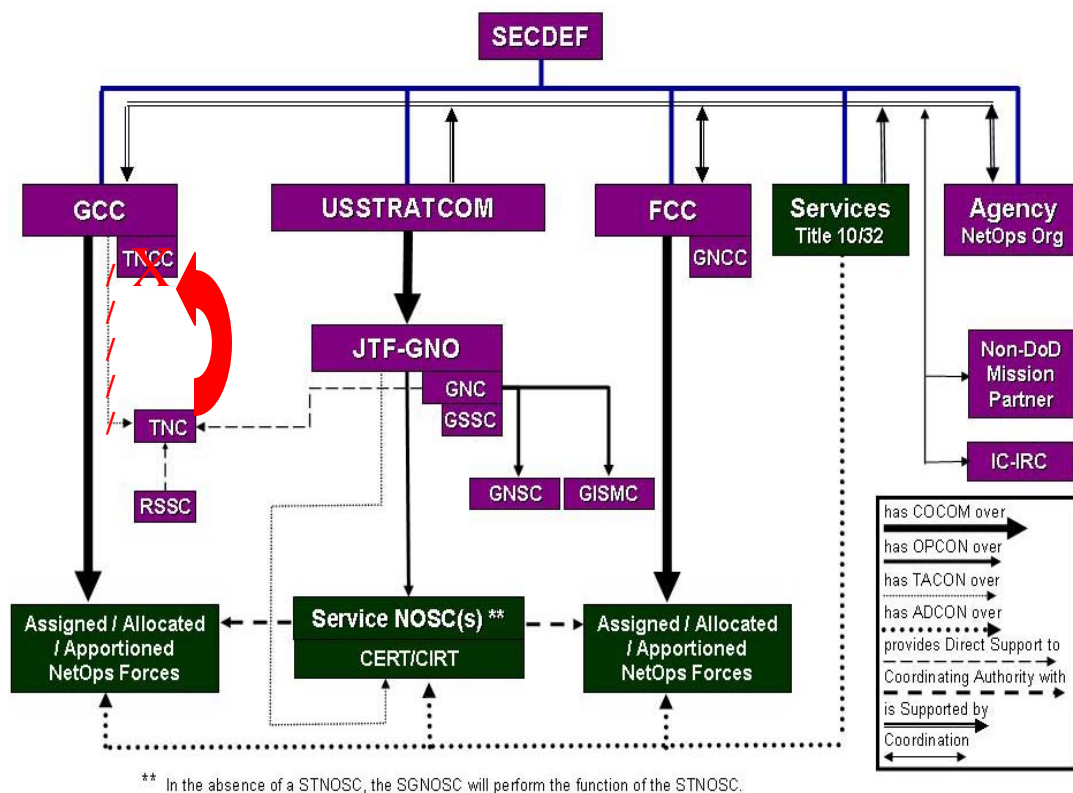 SECDEF
GCC
TNCC
X
USSTRATCOM
FCC
GNCC
Services
Title 10/32
Agency
NetOps Org
JTF-GNO
GNC
GSSC
TNC
RSSC
GNSC
GISMC
Non-DoD
Mission
Partner
IC-IRC
Assigned / Allocated
/ Apportioned
NetOps Forces
Service NOSC(s) **
CERT/CIRT
Assigned / Allocated
/ Apportioned
NetOps Forces
has COCOM over
has OPCON over
has TACON over
has ADCON over
provides Direct Support to
Coordinating Authority with
is Supported by
Coordination
** In the absence of a STNOSC, the SGNOSC will perform the function of the STNOSC.